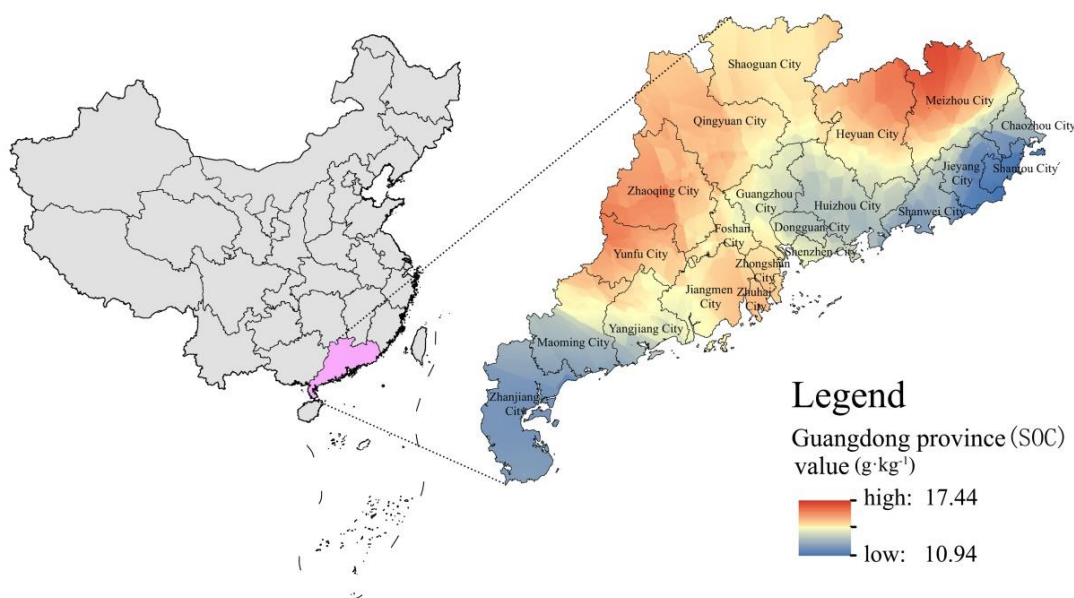 Shaoguan City
Meizhou City
Qingyuan City
Heyuan City
Chaozhou City
Jieyang
City
Shantou City
Zhaoqing City
Guangzhou
City
Huizhou City
Shanwei City
Foshan
City
Dongguan City
Yunfu City
Shenzhen City
Zhongshan
City
Jiangmen
City
Zhuhai
City
Yangjiang City
Maoming City
Zhanjiang
City
Legend
Guangdong province (SOC)
value (g·kg⁻¹)
high: 17.44
low: 10.94